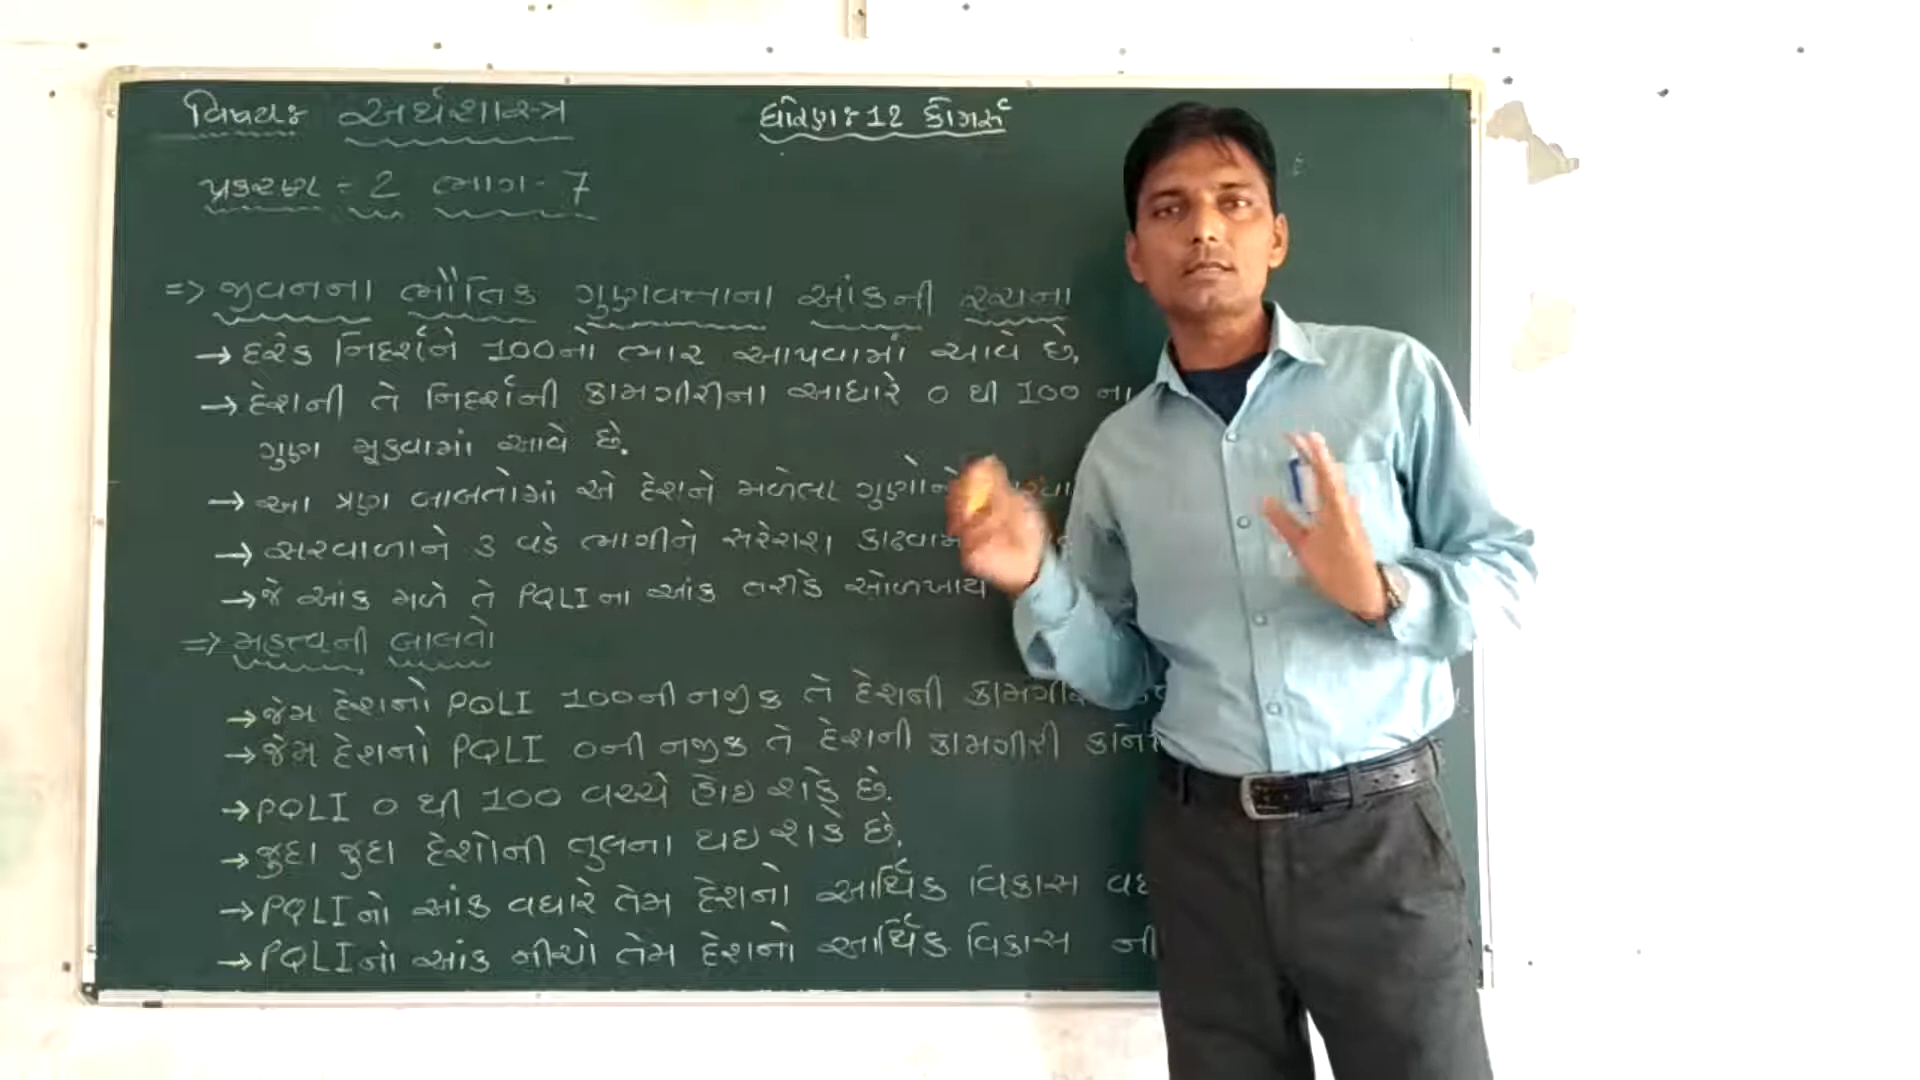 વિષયઃ અર્થશાસ્ત્ર
ધોરણઃ 12 કોમર્સ
પ્રકરણ - 2 ભાગ - 7
=> જીવનના ભૌતિક ગુણવત્તાના આંકની રચના
→ દરેક નિદર્શને 100નો ભાર આપવામાં આવે છે.
→ દેશની તે નિદર્શની કામગીરીના આધારે 0 થી 100 ના
ગુણ મૂકવામાં આવે છે.
→ આ ત્રણ બાબતોમાં એ દેશને મળેલા ગુણોનો
→ સરવાળાને 3 વડે ભાગીને સરેરાશ કાઢવામાં
→ જે આંક મળે તે PQLI ના આંક તરીકે ઓળખાય
=> મહત્વની બાબતો
→ જેમ દેશનો PQLI 100ની નજીક તે દેશની
→ જેમ દેશનો PQLI 0ની નજીક તે દેશની કામગીરી
→ PQLI 0 થી 100 વચ્ચે હોઇ શકે છે.
→ જુદા જુદા દેશોની તુલના થઇ શકે છે.
→ PQLI નો આંક વધારે તેમ દેશનો આર્થિક વિકાસ
→ PQLI નો આંક નીચો તેમ દેશનો આર્થિક વિકાસ